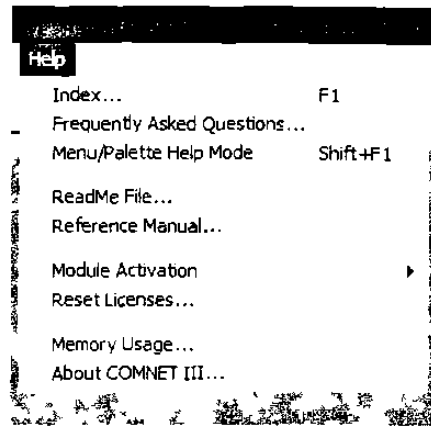 Help
Index... F1
Frequently Asked Questions...
Menu/Palette Help Mode Shift+F1
ReadMe File...
Reference Manual...
Module Activation
Reset Licenses...
Memory Usage...
About COMNET III...